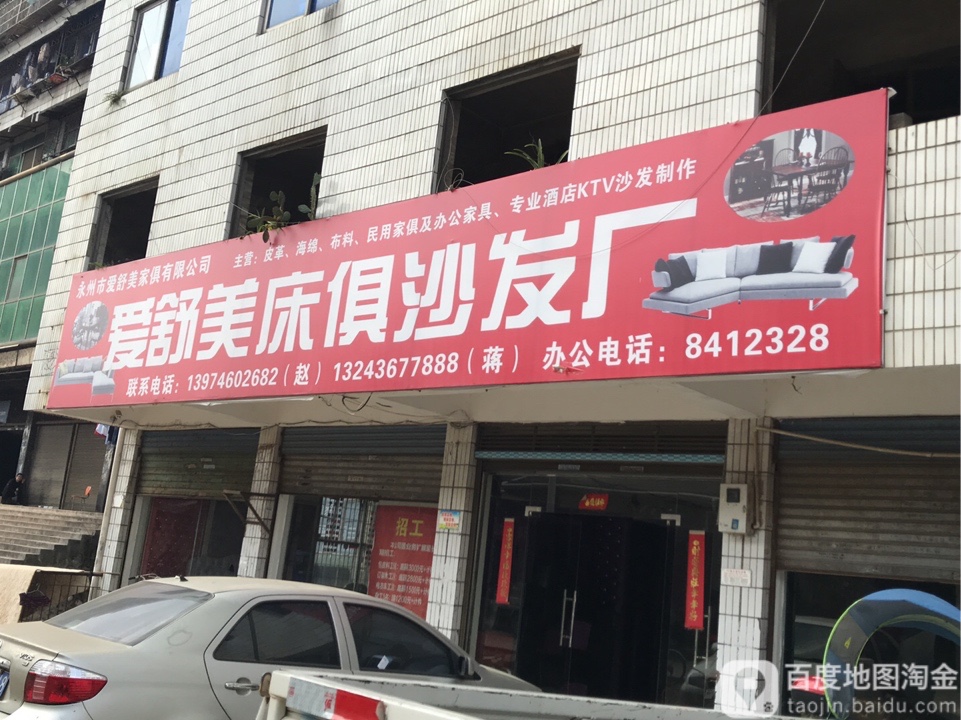 永州市爱舒美家俱有限公司
主营：皮革、海绵、布料、民用家俱及办公家具、专业酒店KTV沙发制作
爱舒美床俱沙发厂
联系电话：13974602682（赵）13243677888（蒋） 办公电话：8412328
招工
百度地图淘金
taojin.baidu.com